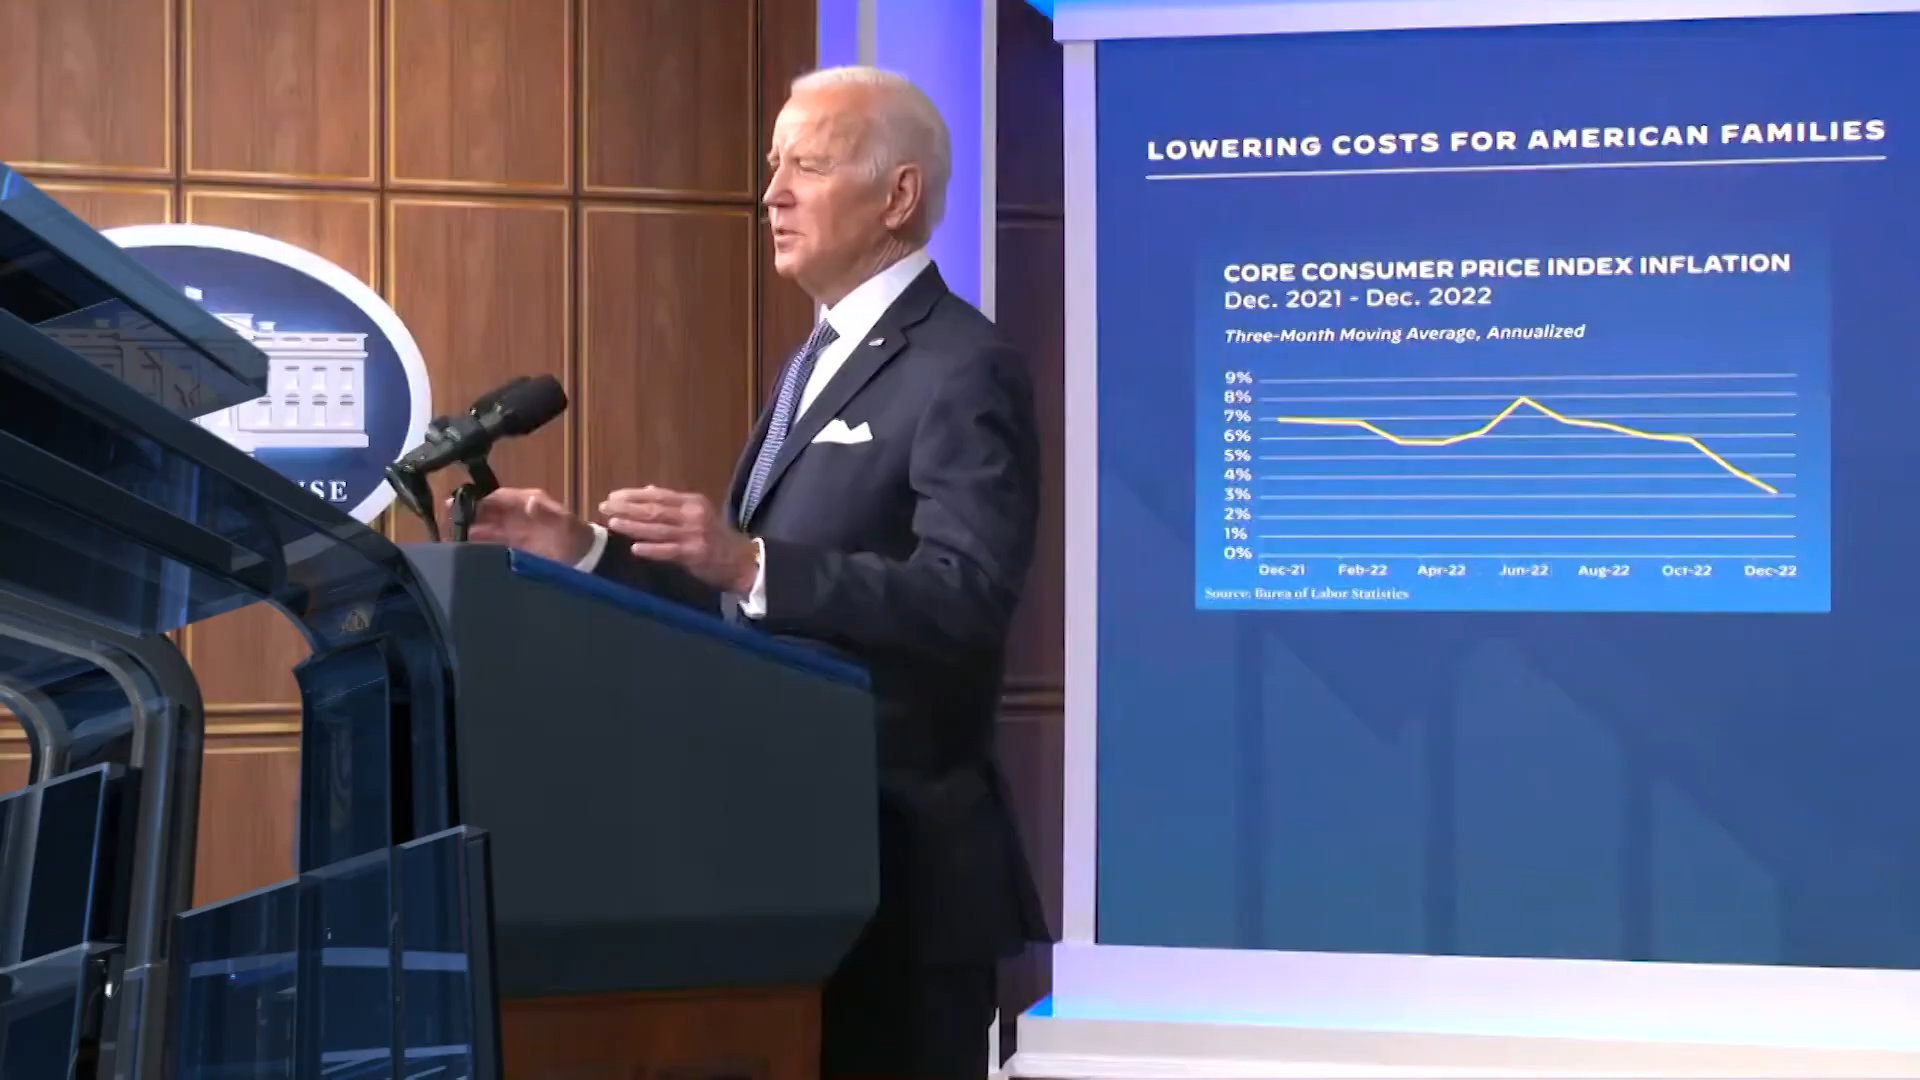 LOWERING COSTS FOR AMERICAN FAMILIES
CORE CONSUMER PRICE INDEX INFLATION
Dec. 2021 - Dec. 2022
Three-Month Moving Average, Annualized
9%
8%
7%
6%
5%
4%
3%
2%
1%
0%
Dec-21 Feb-22 Apr-22 Jun-22 Aug-22 Oct-22 Dec-22
Source: Burea of Labor Statistics